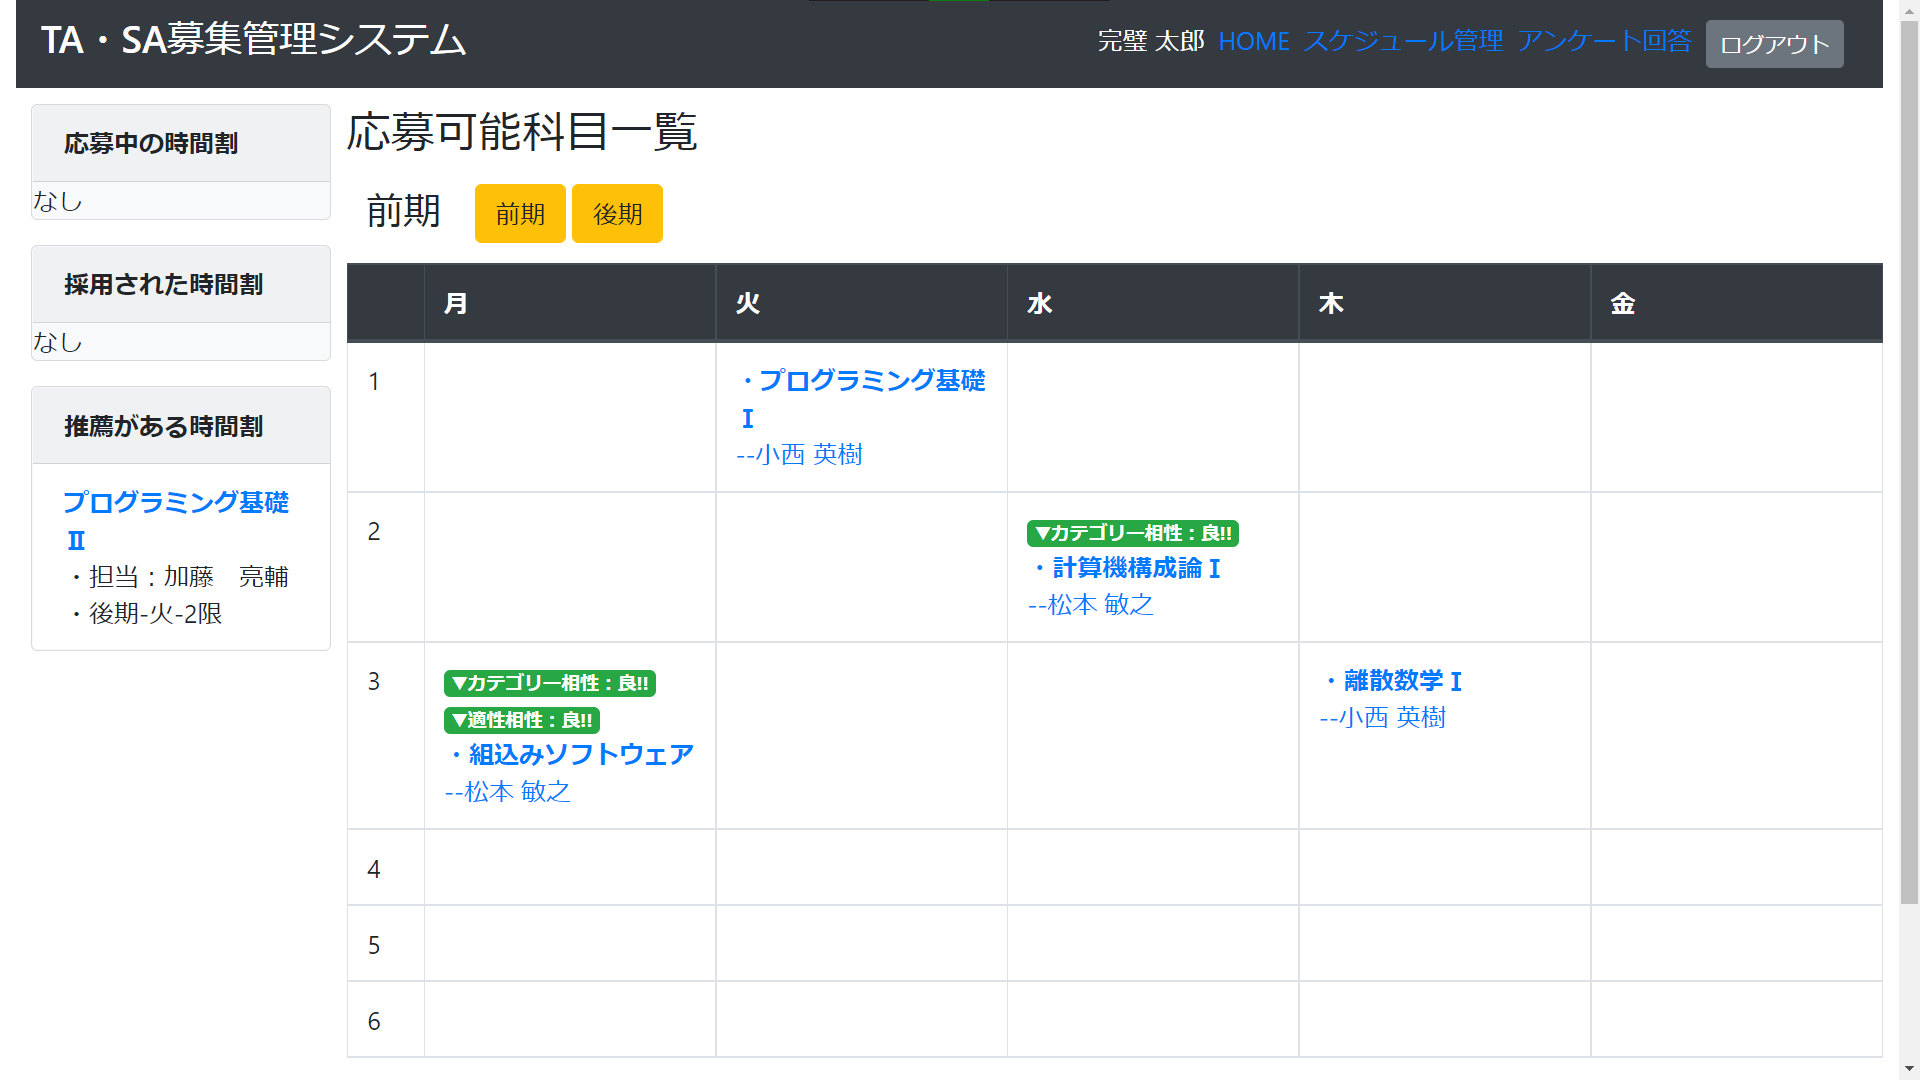 TA・SA募集管理システム
完璧 太郎 HOME スケジュール管理 アンケート回答 ログアウト
応募中の時間割
なし
採用された時間割
なし
推薦がある時間割
プログラミング基礎
Ⅱ
・担当：加藤　亮輔
・後期-火-2限
応募可能科目一覧
前期 前期 後期
月 火 水 木 金
1
・プログラミング基礎
Ⅰ
--小西 英樹
2
▼カテゴリー相性：良!!
・計算機構成論Ⅰ
--松本 敏之
3
▼カテゴリー相性：良!!
▼適性相性：良!!
・組込みソフトウェア
--松本 敏之
・離散数学Ⅰ
--小西 英樹
4
5
6